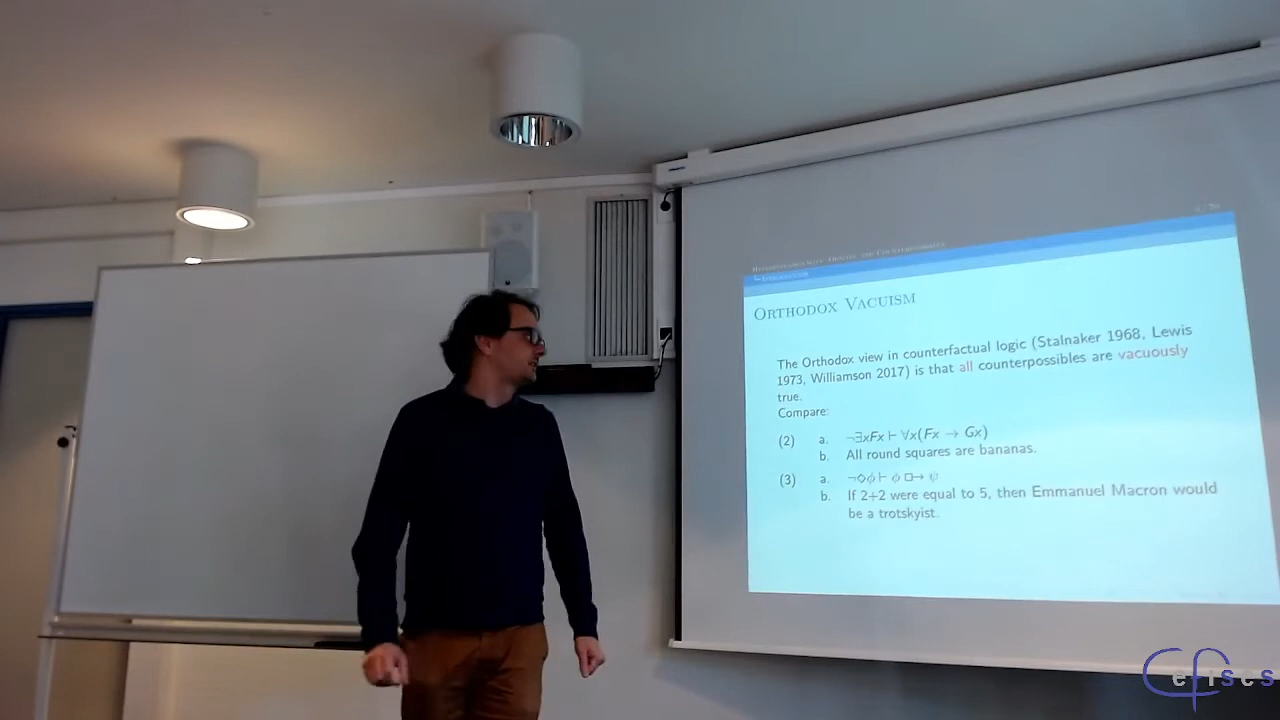 INTRODUCTION
ORTHODOX VACUISM
The Orthodox view in counterfactual logic (Stalnaker 1968, Lewis
1973, Williamson 2017) is that all counterpossibles are vacuously
true.
Compare:
(2) a. ¬∃xFx ⊢ ∀x(Fx → Gx)
b. All round squares are bananas.
(3) a. ¬◇ϕ ⊢ ϕ □→ ψ
b. If 2+2 were equal to 5, then Emmanuel Macron would
be a trotskyist.
Cefises